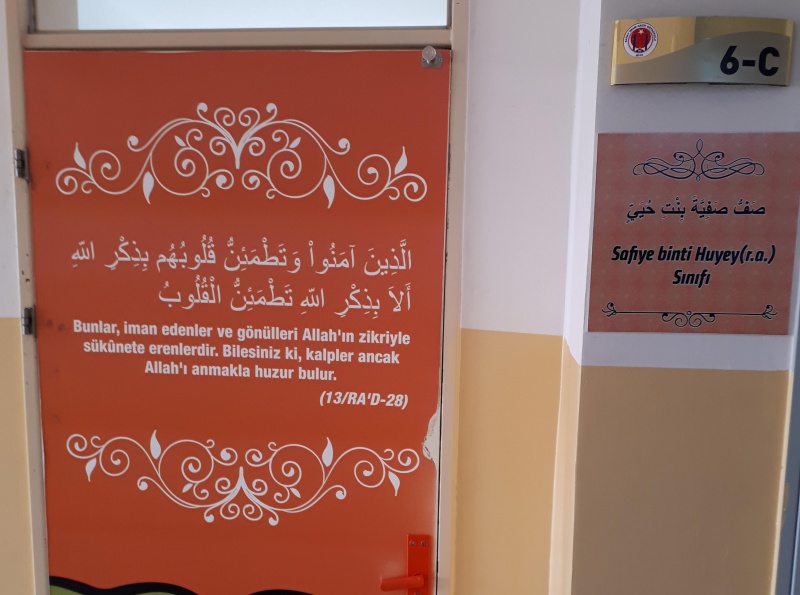 الَّذِينَ آمَنُواْ وَتَطْمَئِنُّ قُلُوبُهُم بِذِكْرِ اللّهِ
أَلاَ بِذِكْرِ اللّهِ تَطْمَئِنُّ الْقُلُوبُ
Bunlar, iman edenler ve gönülleri Allah'ın zikriyle
sükûnete erenlerdir. Bilesiniz ki, kalpler ancak
Allah'ı anmakla huzur bulur.
(13/RA'D-28)
6-C
صَفُّ صَفِيَّةَ بِنْتِ حُيَيّ
Safiye binti Huyey(r.a.)
Sınıfı